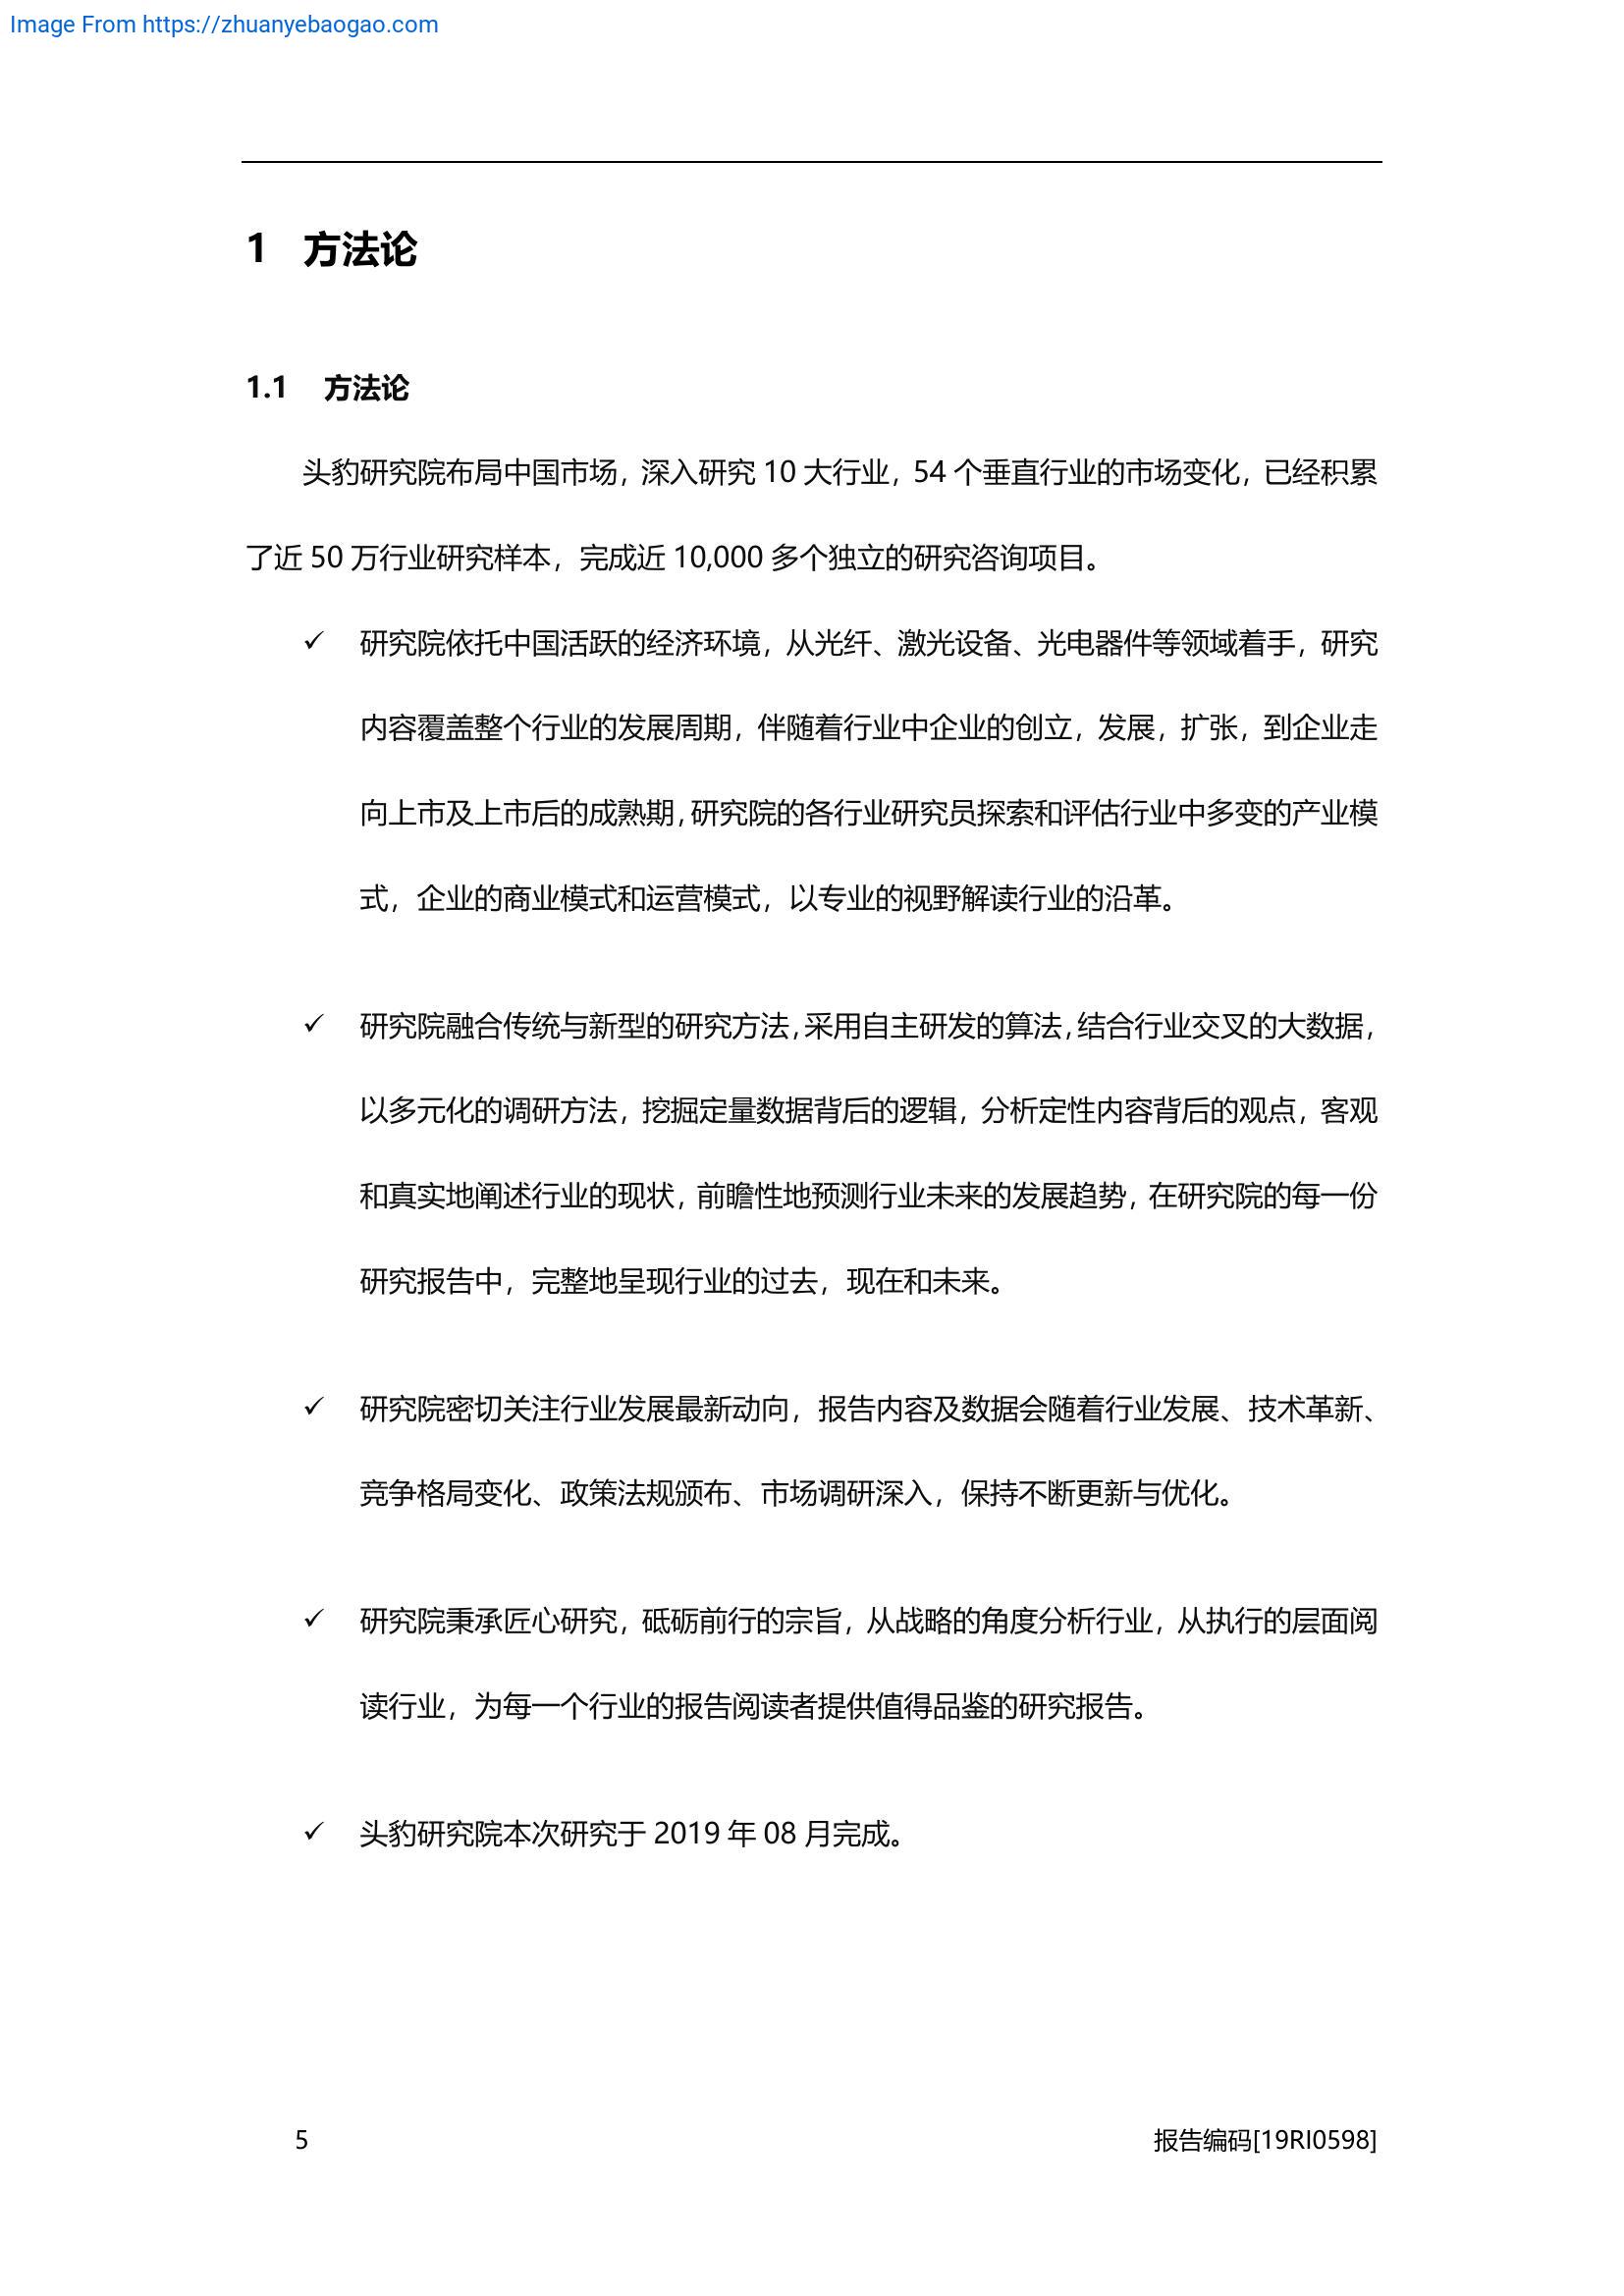 Image From https://zhuanyebaogao.com
1 方法论
1.1 方法论
头豹研究院布局中国市场，深入研究 10 大行业，54 个垂直行业的市场变化，已经积累
了近 50 万行业研究样本，完成近 10,000 多个独立的研究咨询项目。
✓ 研究院依托中国活跃的经济环境，从光纤、激光设备、光电器件等领域着手，研究
内容覆盖整个行业的发展周期，伴随着行业中企业的创立，发展，扩张，到企业走
向上市及上市后的成熟期，研究院的各行业研究员探索和评估行业中多变的产业模
式，企业的商业模式和运营模式，以专业的视野解读行业的沿革。
✓ 研究院融合传统与新型的研究方法，采用自主研发的算法，结合行业交叉的大数据，
以多元化的调研方法，挖掘定量数据背后的逻辑，分析定性内容背后的观点，客观
和真实地阐述行业的现状，前瞻性地预测行业未来的发展趋势，在研究院的每一份
研究报告中，完整地呈现行业的过去，现在和未来。
✓ 研究院密切关注行业发展最新动向，报告内容及数据会随着行业发展、技术革新、
竞争格局变化、政策法规颁布、市场调研深入，保持不断更新与优化。
✓ 研究院秉承匠心研究，砥砺前行的宗旨，从战略的角度分析行业，从执行的层面阅
读行业，为每一个行业的报告阅读者提供值得品鉴的研究报告。
✓ 头豹研究院本次研究于 2019 年 08 月完成。
5 报告编码[19RI0598]